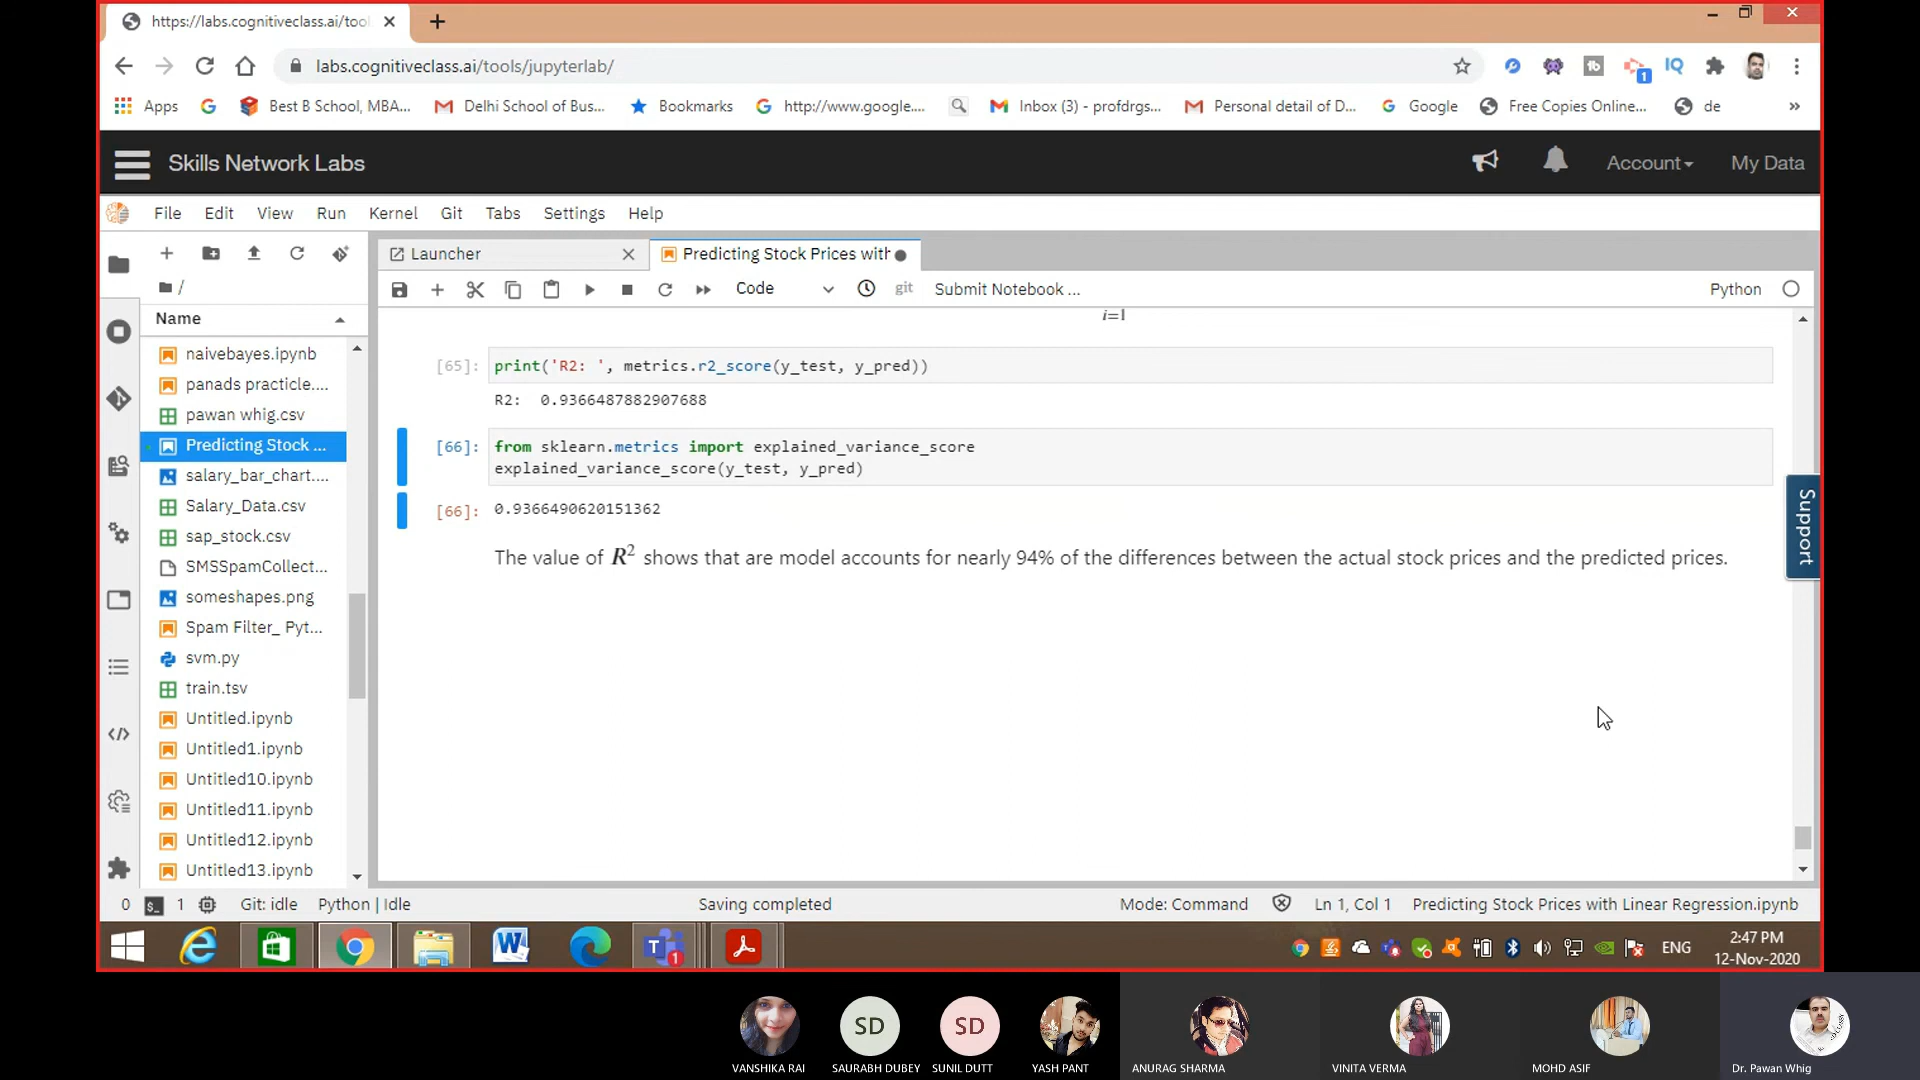 https://labs.cognitiveclass.ai/tool
labs.cognitiveclass.ai/tools/jupyterlab/
1
IQ
Apps
Best B School, MBA...
Delhi School of Bus...
Bookmarks
http://www.google....
Inbox (3) - profdrgs...
Personal detail of D...
Google
Free Copies Online...
de
»
Skills Network Labs
Account
My Data
File Edit View Run Kernel Git Tabs Settings Help
Launcher
Predicting Stock Prices with
/
Code
git
Submit Notebook ...
Python
Name
naivebayes.ipynb
panads practicle....
pawan whig.csv
Predicting Stock ...
salary_bar_chart....
Salary_Data.csv
sap_stock.csv
SMSSpamCollect...
someshapes.png
Spam Filter_ Pyt...
svm.py
train.tsv
Untitled.ipynb
Untitled1.ipynb
Untitled10.ipynb
Untitled11.ipynb
Untitled12.ipynb
Untitled13.ipynb
i=1
[65]: print('R2: ', metrics.r2_score(y_test, y_pred))
R2:  0.9366487882907688
[66]: from sklearn.metrics import explained_variance_score
explained_variance_score(y_test, y_pred)
[66]: 0.9366490620151362
The value of R² shows that are model accounts for nearly 94% of the differences between the actual stock prices and the predicted prices.
Support
0
1
Git: idle
Python | Idle
Saving completed
Mode: Command
Ln 1, Col 1
Predicting Stock Prices with Linear Regression.ipynb
1
ENG
2:47 PM
12-Nov-2020
SD
SD
VANSHIKA RAI
SAURABH DUBEY
SUNIL DUTT
YASH PANT
ANURAG SHARMA
VINITA VERMA
MOHD ASIF
Dr. Pawan Whig